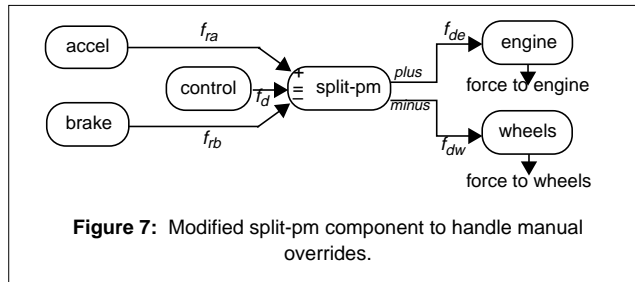 accel
f_ra
f_de
engine
plus
+
control
f_d
=
split-pm
force to engine
−
minus
brake
f_rb
f_dw
wheels
force to wheels
Figure 7: Modified split-pm component to handle manual
overrides.